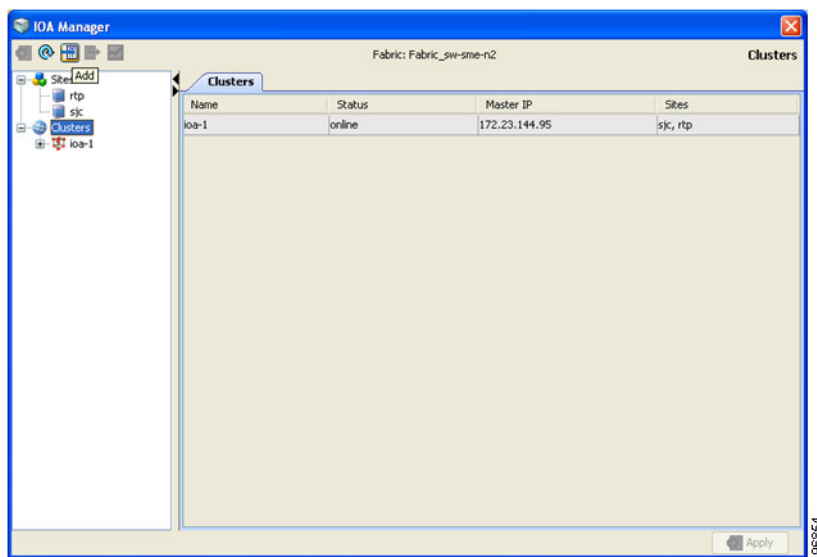 IOA Manager
Fabric: Fabric_sw-sme-n2
Clusters
Add
Sites
rtp
sjc
Clusters
ioa-1
Clusters
Name Status Master IP Sites
ioa-1 online 172.23.144.95 sjc, rtp
Apply